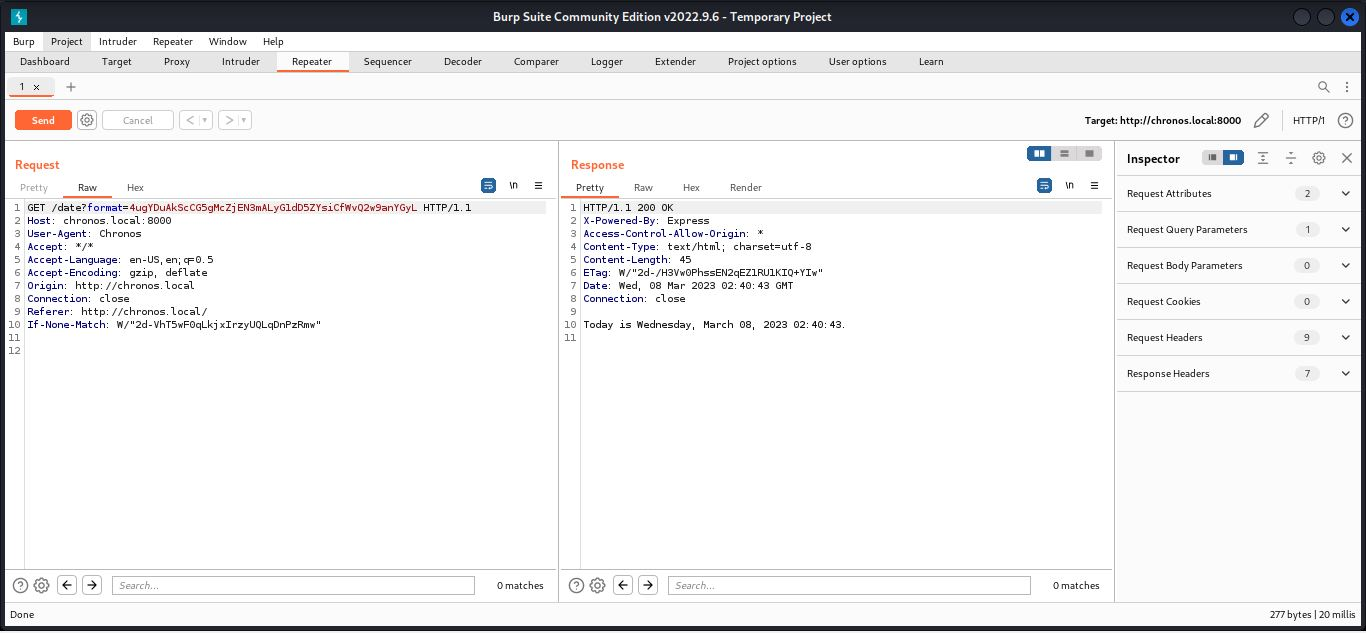 Burp Suite Community Edition v2022.9.6 - Temporary Project
Burp Project Intruder Repeater Window Help
Dashboard Target Proxy Intruder Repeater Sequencer Decoder Comparer Logger Extender Project options User options Learn
1 × +
Send Cancel < > Target: http://chronos.local:8000 HTTP/1 ?
Request
Pretty Raw Hex \n
1 GET /date?format=4ugYDuAkScCG5gMcZjEN3mALyG1dD5ZYsiCfWvQ2w9anYGyL HTTP/1.1
2 Host: chronos.local:8000
3 User-Agent: Chronos
4 Accept: */*
5 Accept-Language: en-US,en;q=0.5
6 Accept-Encoding: gzip, deflate
7 Origin: http://chronos.local
8 Connection: close
9 Referer: http://chronos.local/
10 If-None-Match: W/"2d-VhT5wF0qLkjxIrzyUQLqDnPzRmw"
11
12
? Search... 0 matches
Response
Pretty Raw Hex Render \n
1 HTTP/1.1 200 OK
2 X-Powered-By: Express
3 Access-Control-Allow-Origin: *
4 Content-Type: text/html; charset=utf-8
5 Content-Length: 45
6 ETag: W/"2d-/H3Vw0PhssEN2qEZ1RU1KIQ+YIw"
7 Date: Wed, 08 Mar 2023 02:40:43 GMT
8 Connection: close
9
10 Today is Wednesday, March 08, 2023 02:40:43.
11
? Search... 0 matches
Inspector
Request Attributes 2
Request Query Parameters 1
Request Body Parameters 0
Request Cookies 0
Request Headers 9
Response Headers 7
Done 277 bytes | 20 millis